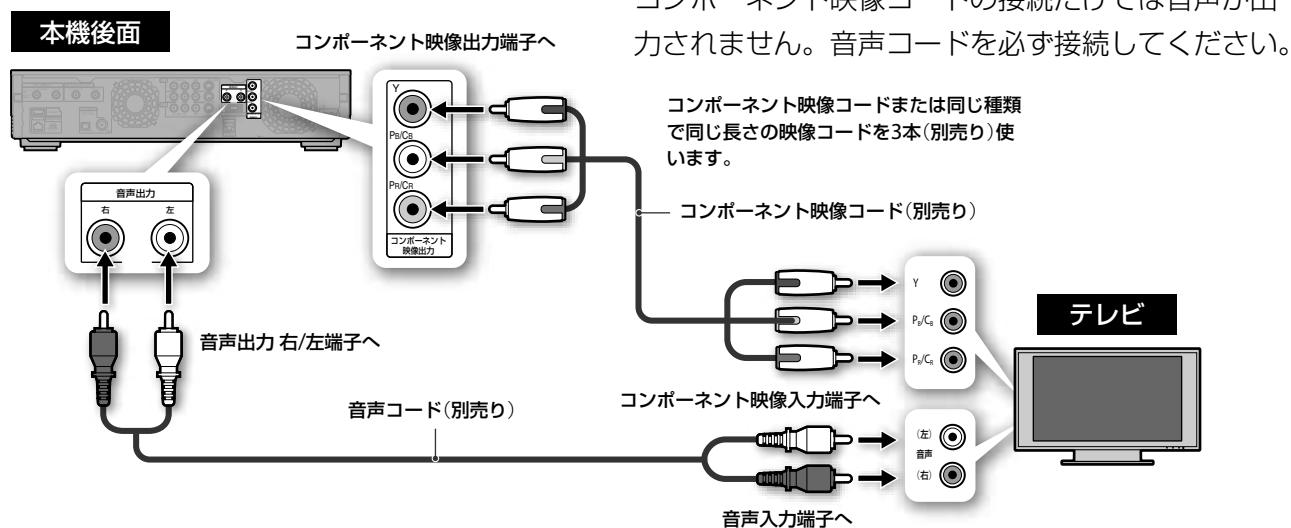 コンポーネント映像コードの接続だけでは音声が出
力されません。音声コードを必ず接続してください。
本機後面
コンポーネント映像出力端子へ
Y
PB/CB
PR/CR
コンポーネント
映像出力
コンポーネント映像コードまたは同じ種類
で同じ長さの映像コードを3本(別売り)使
います。
音声出力
右 左
コンポーネント映像コード(別売り)
音声出力 右/左端子へ
Y
PB/CB
PR/CR
テレビ
コンポーネント映像入力端子へ
音声コード(別売り)
(左)
音声
(右)
音声入力端子へ